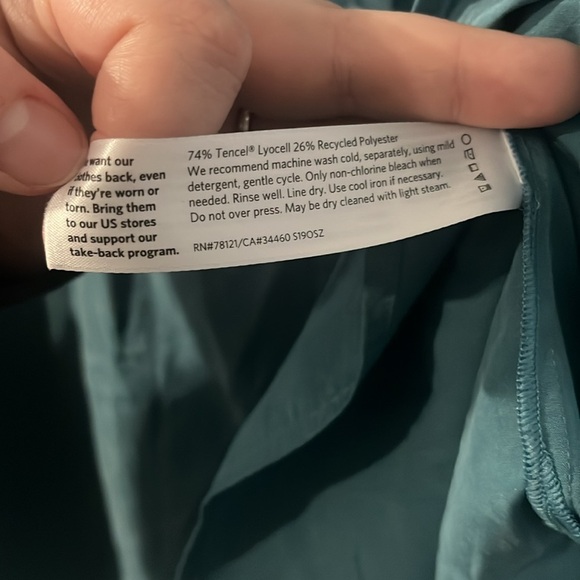 want our
clothes back, even
if they're worn or
torn. Bring them
to our US stores
and support our
take-back program.
74% Tencel® Lyocell 26% Recycled Polyester
We recommend machine wash cold, separately, using mild
detergent, gentle cycle. Only non-chlorine bleach when
needed. Rinse well. Line dry. Use cool iron if necessary.
Do not over press. May be dry cleaned with light steam.
RN#78121/CA#34460 S19OSZ